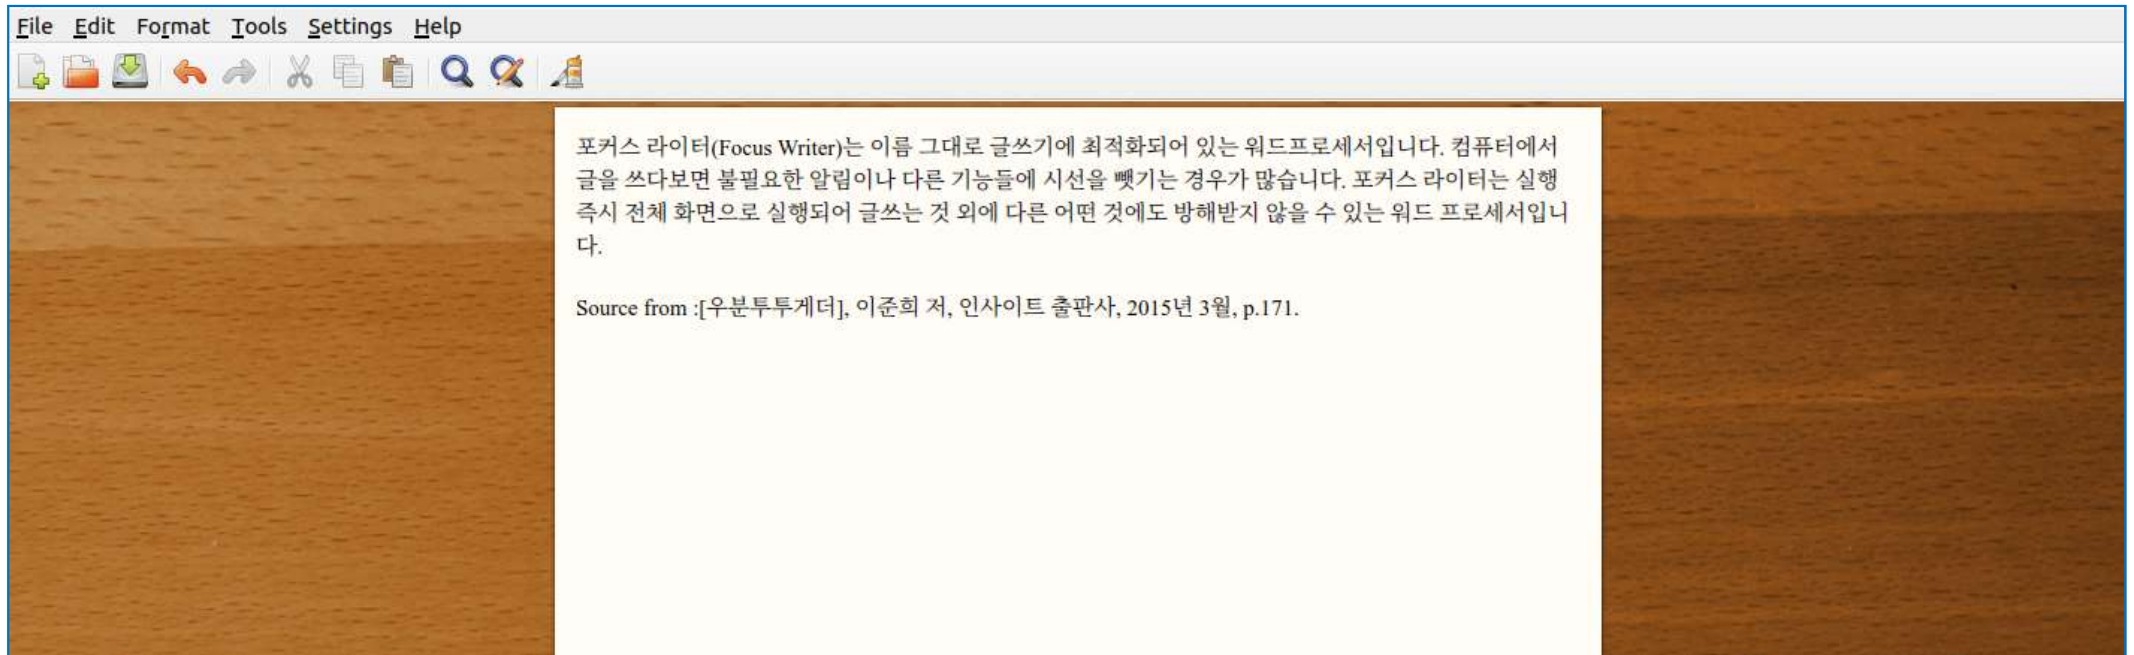 File Edit Format Tools Settings Help
포커스 라이터(Focus Writer)는 이름 그대로 글쓰기에 최적화되어 있는 워드프로세서입니다. 컴퓨터에서
글을 쓰다보면 불필요한 알림이나 다른 기능들에 시선을 뺏기는 경우가 많습니다. 포커스 라이터는 실행
즉시 전체 화면으로 실행되어 글쓰는 것 외에 다른 어떤 것에도 방해받지 않을 수 있는 워드 프로세서입니
다.
Source from :[우분투투게더], 이준희 저, 인사이트 출판사, 2015년 3월, p.171.